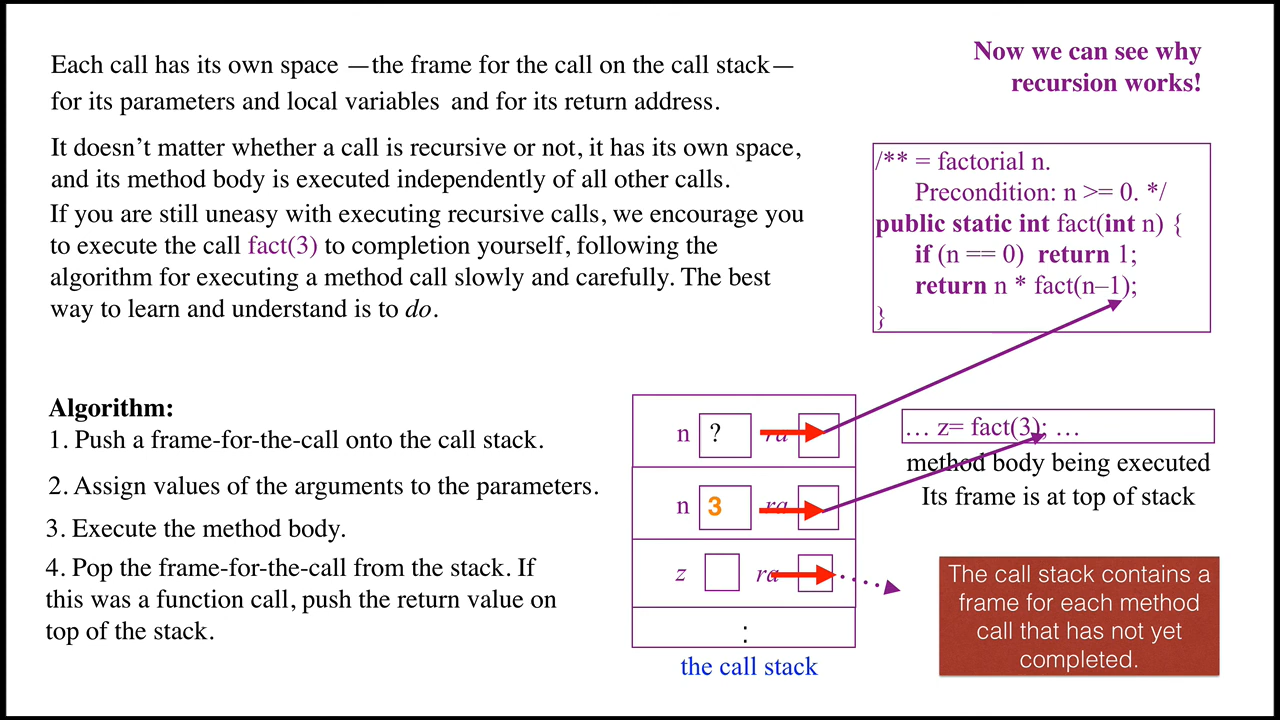 Each call has its own space —the frame for the call on the call stack—
for its parameters and local variables and for its return address.
It doesn't matter whether a call is recursive or not, it has its own space,
and its method body is executed independently of all other calls.
If you are still uneasy with executing recursive calls, we encourage you
to execute the call fact(3) to completion yourself, following the
algorithm for executing a method call slowly and carefully. The best
way to learn and understand is to do.
Now we can see why
recursion works!
/** = factorial n.
Precondition: n >= 0. */
public static int fact(int n) {
if (n == 0) return 1;
return n * fact(n–1);
}
Algorithm:
1. Push a frame-for-the-call onto the call stack.
2. Assign values of the arguments to the parameters.
3. Execute the method body.
4. Pop the frame-for-the-call from the stack. If
this was a function call, push the return value on
top of the stack.
n ? ra
n 3 ra
z ra
:
the call stack
… z= fact(3); …
method body being executed
Its frame is at top of stack
The call stack contains a
frame for each method
call that has not yet
completed.